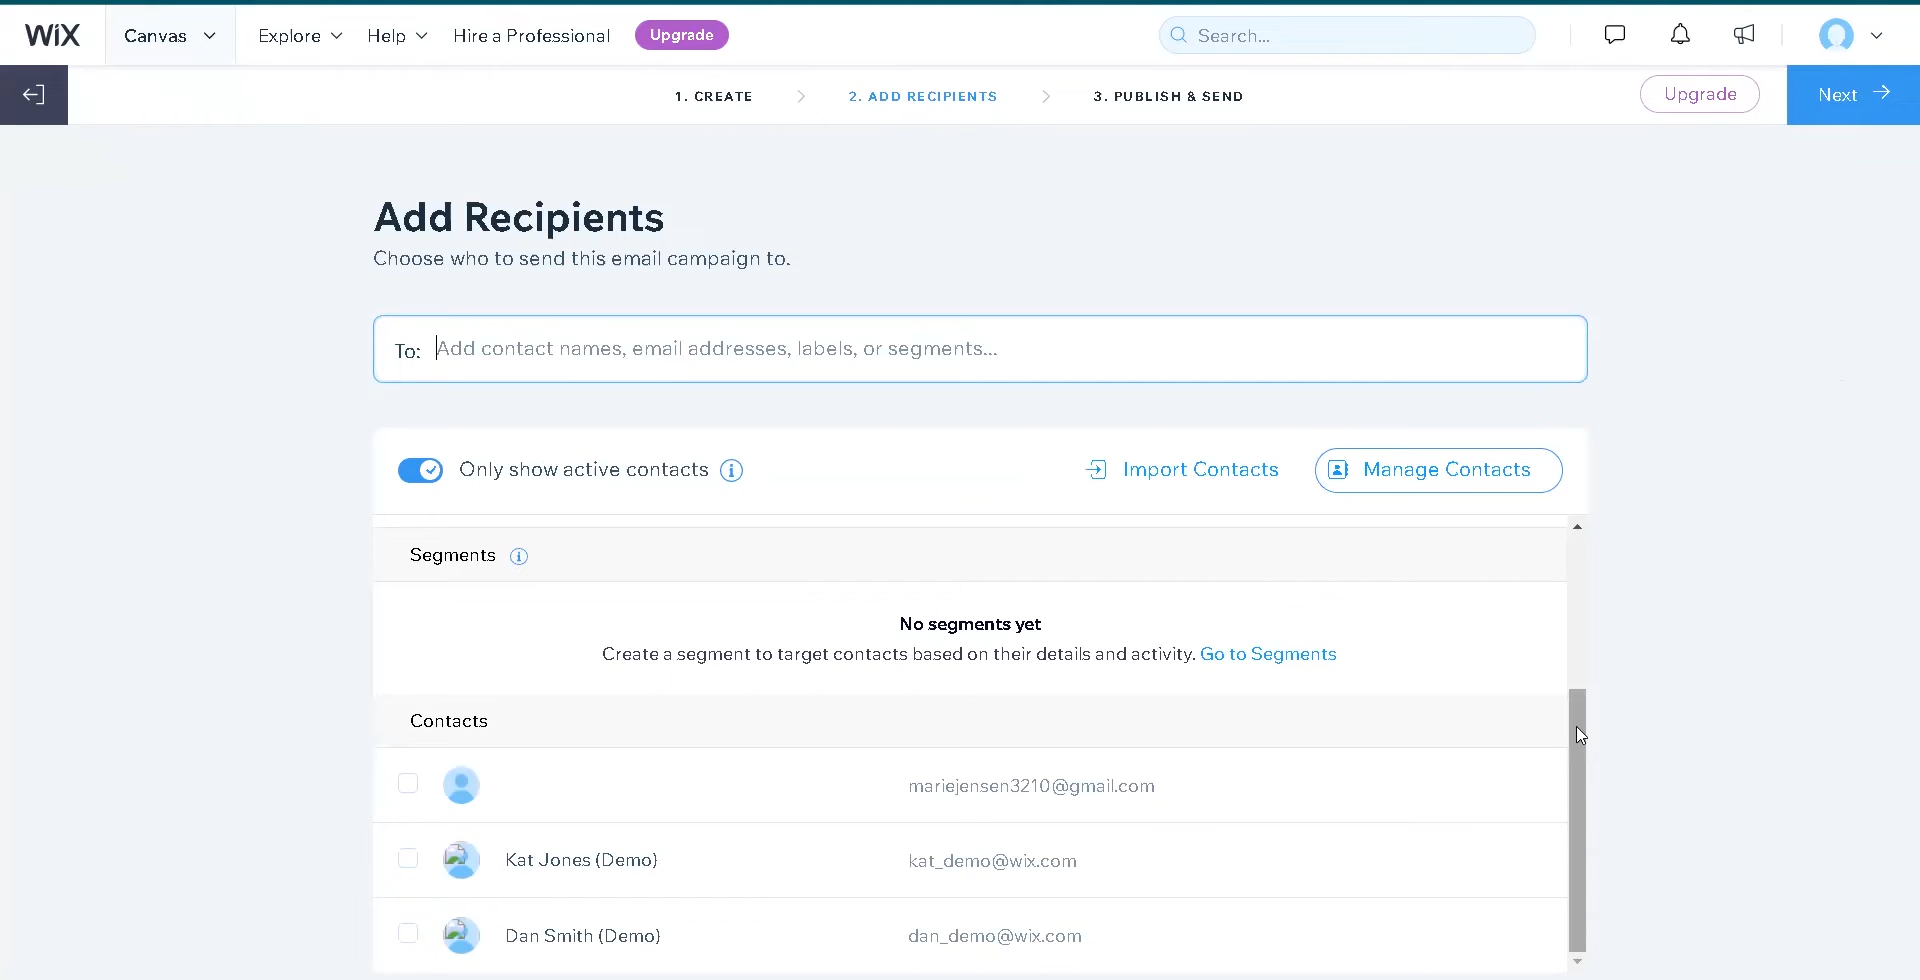 WiX Canvas Explore Help Hire a Professional Upgrade Search...
1. CREATE 2. ADD RECIPIENTS 3. PUBLISH & SEND Upgrade Next
Add Recipients
Choose who to send this email campaign to.
To: Add contact names, email addresses, labels, or segments...
Only show active contacts Import Contacts Manage Contacts
Segments
No segments yet
Create a segment to target contacts based on their details and activity. Go to Segments
Contacts
mariejensen3210@gmail.com
Kat Jones (Demo) kat_demo@wix.com
Dan Smith (Demo) dan_demo@wix.com